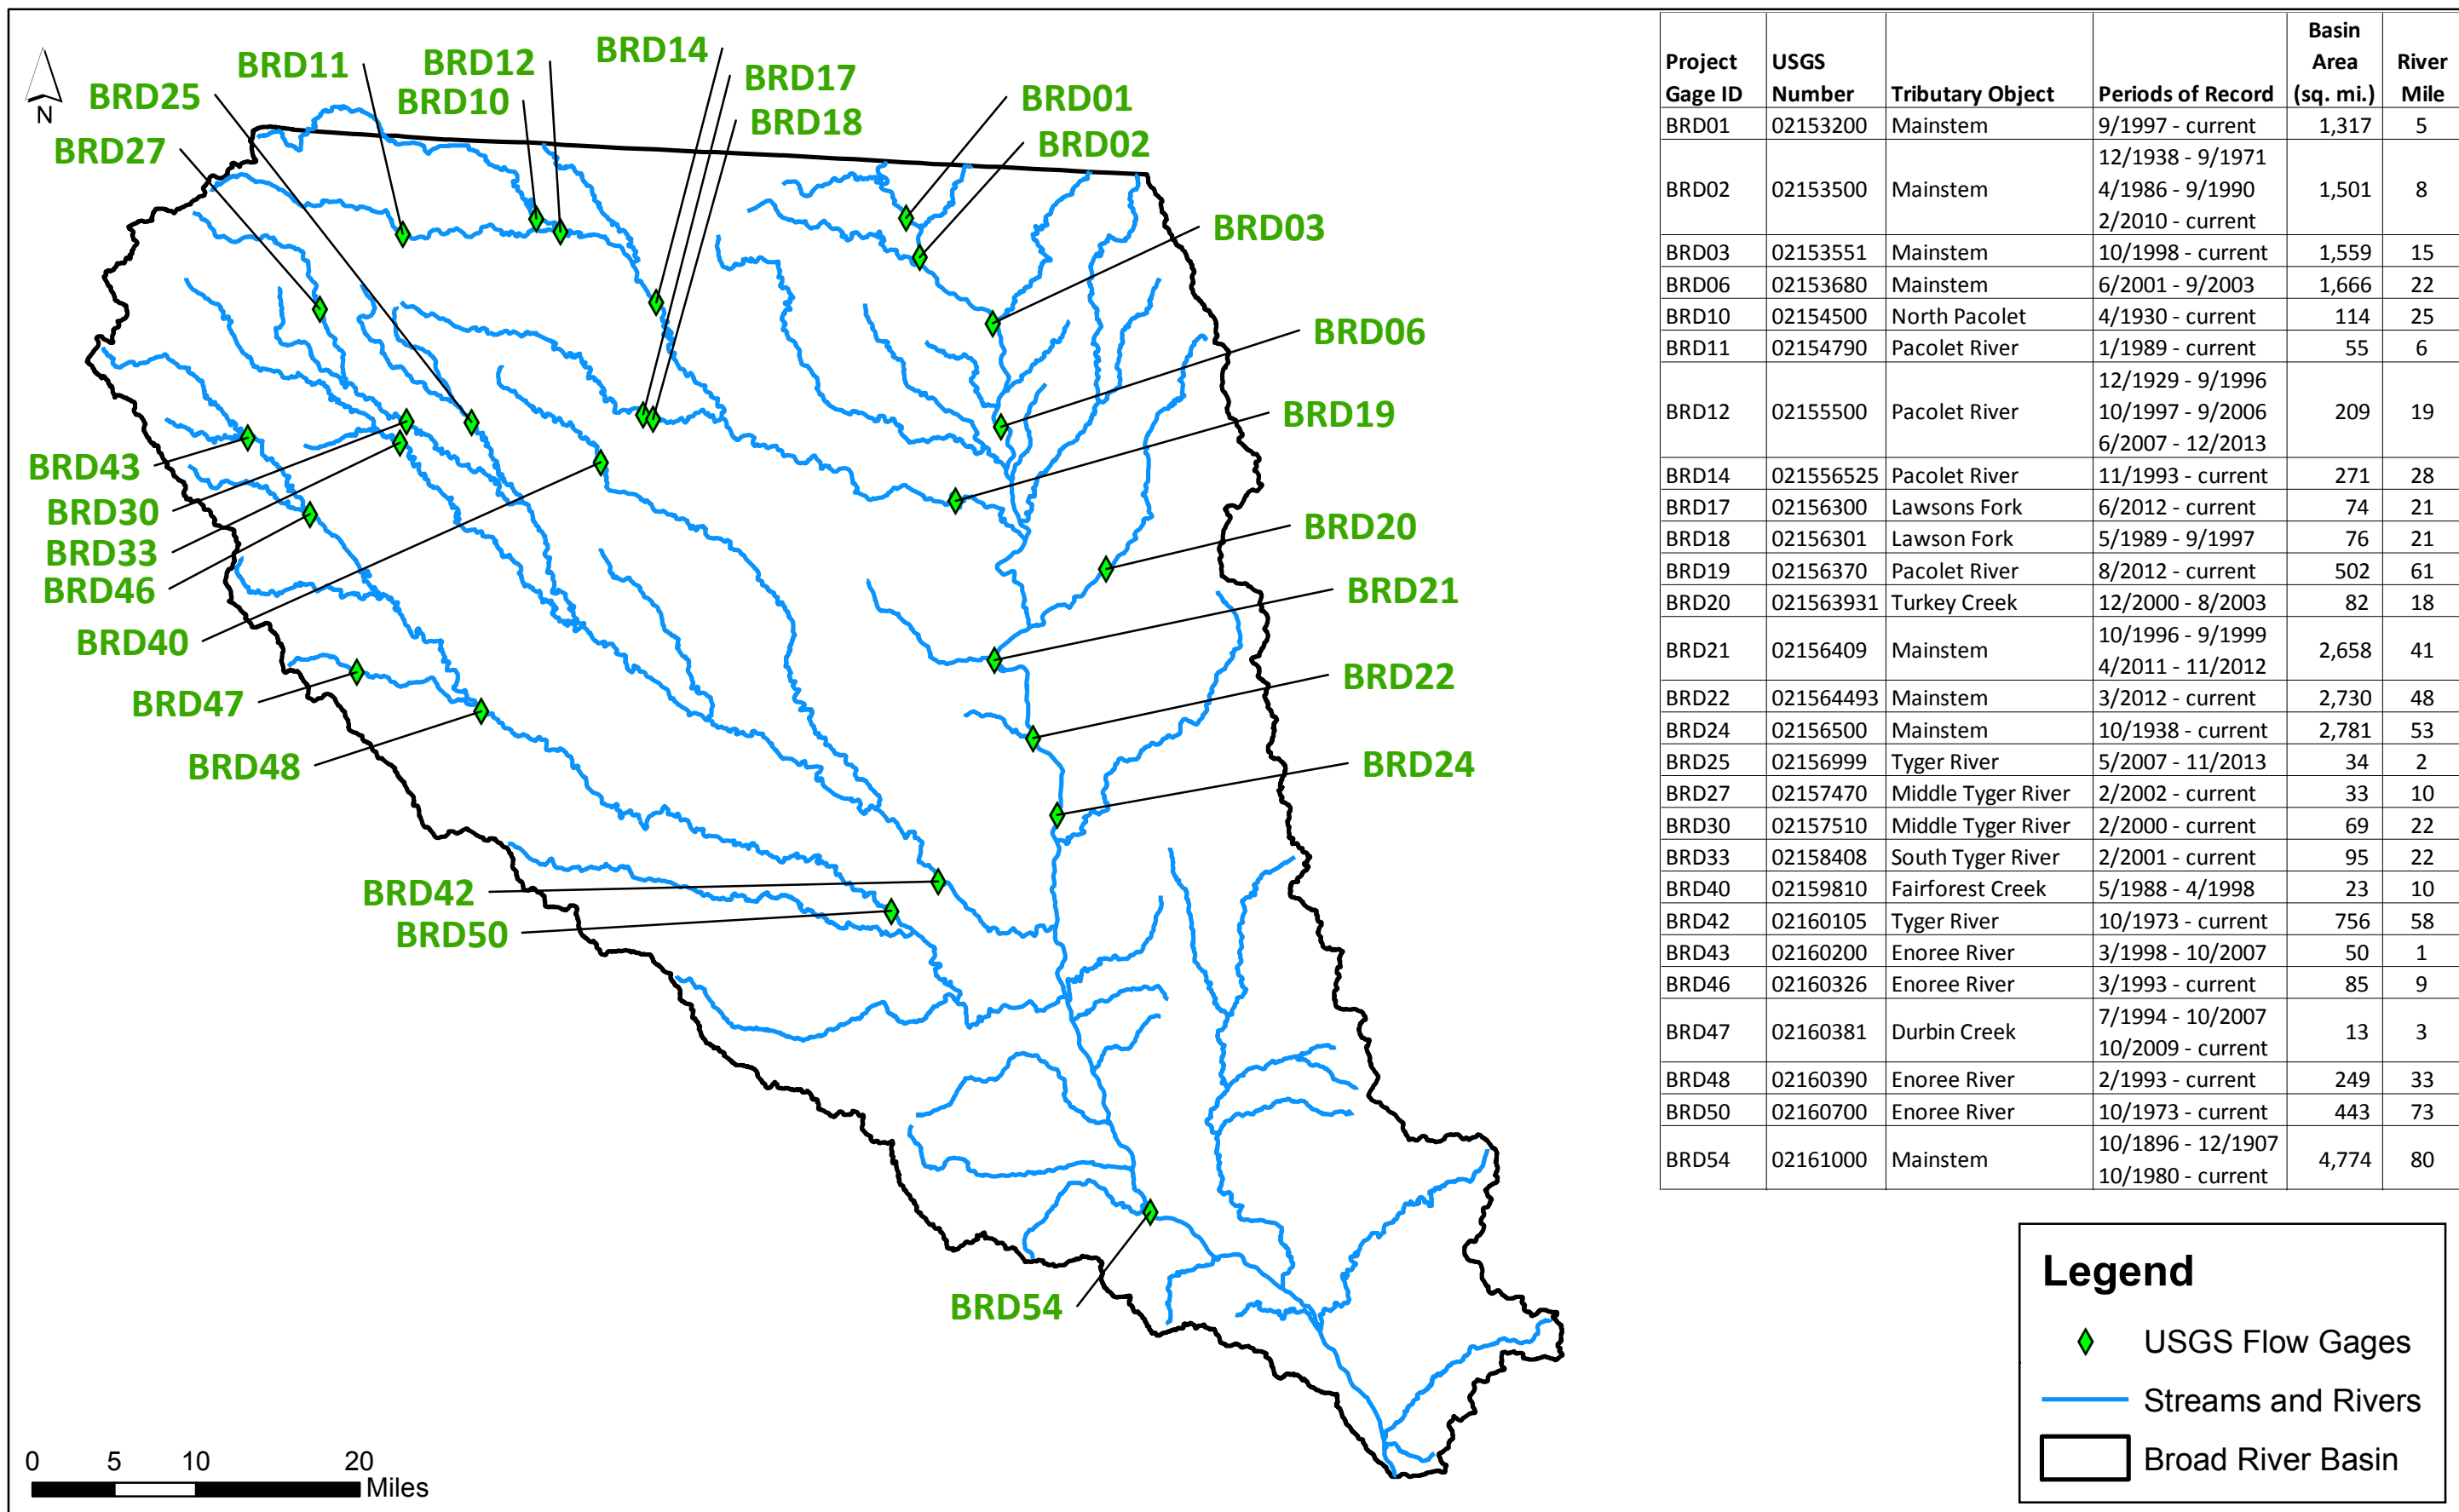 BRD14
BRD12
BRD11
BRD17
BRD25
BRD10
BRD01
BRD18
BRD27
BRD02
BRD03
BRD06
BRD19
BRD43
BRD30
BRD20
BRD33
BRD46
BRD21
BRD40
BRD22
BRD47
BRD48
BRD24
BRD42
BRD50
BRD54
N
0 5 10 20
Miles
Basin
Project USGS Area River
Gage ID Number Tributary Object Periods of Record (sq. mi.) Mile
BRD01 02153200 Mainstem 9/1997 - current 1,317 5
12/1938 - 9/1971
BRD02 02153500 Mainstem 4/1986 - 9/1990 1,501 8
2/2010 - current
BRD03 02153551 Mainstem 10/1998 - current 1,559 15
BRD06 02153680 Mainstem 6/2001 - 9/2003 1,666 22
BRD10 02154500 North Pacolet 4/1930 - current 114 25
BRD11 02154790 Pacolet River 1/1989 - current 55 6
12/1929 - 9/1996
BRD12 02155500 Pacolet River 10/1997 - 9/2006 209 19
6/2007 - 12/2013
BRD14 021556525 Pacolet River 11/1993 - current 271 28
BRD17 02156300 Lawsons Fork 6/2012 - current 74 21
BRD18 02156301 Lawson Fork 5/1989 - 9/1997 76 21
BRD19 02156370 Pacolet River 8/2012 - current 502 61
BRD20 021563931 Turkey Creek 12/2000 - 8/2003 82 18
10/1996 - 9/1999
BRD21 02156409 Mainstem 2,658 41
4/2011 - 11/2012
BRD22 021564493 Mainstem 3/2012 - current 2,730 48
BRD24 02156500 Mainstem 10/1938 - current 2,781 53
BRD25 02156999 Tyger River 5/2007 - 11/2013 34 2
BRD27 02157470 Middle Tyger River 2/2002 - current 33 10
BRD30 02157510 Middle Tyger River 2/2000 - current 69 22
BRD33 02158408 South Tyger River 2/2001 - current 95 22
BRD40 02159810 Fairforest Creek 5/1988 - 4/1998 23 10
BRD42 02160105 Tyger River 10/1973 - current 756 58
BRD43 02160200 Enoree River 3/1998 - 10/2007 50 1
BRD46 02160326 Enoree River 3/1993 - current 85 9
7/1994 - 10/2007
BRD47 02160381 Durbin Creek 13 3
10/2009 - current
BRD48 02160390 Enoree River 2/1993 - current 249 33
BRD50 02160700 Enoree River 10/1973 - current 443 73
10/1896 - 12/1907
BRD54 02161000 Mainstem 4,774 80
10/1980 - current
Legend
USGS Flow Gages
Streams and Rivers
Broad River Basin